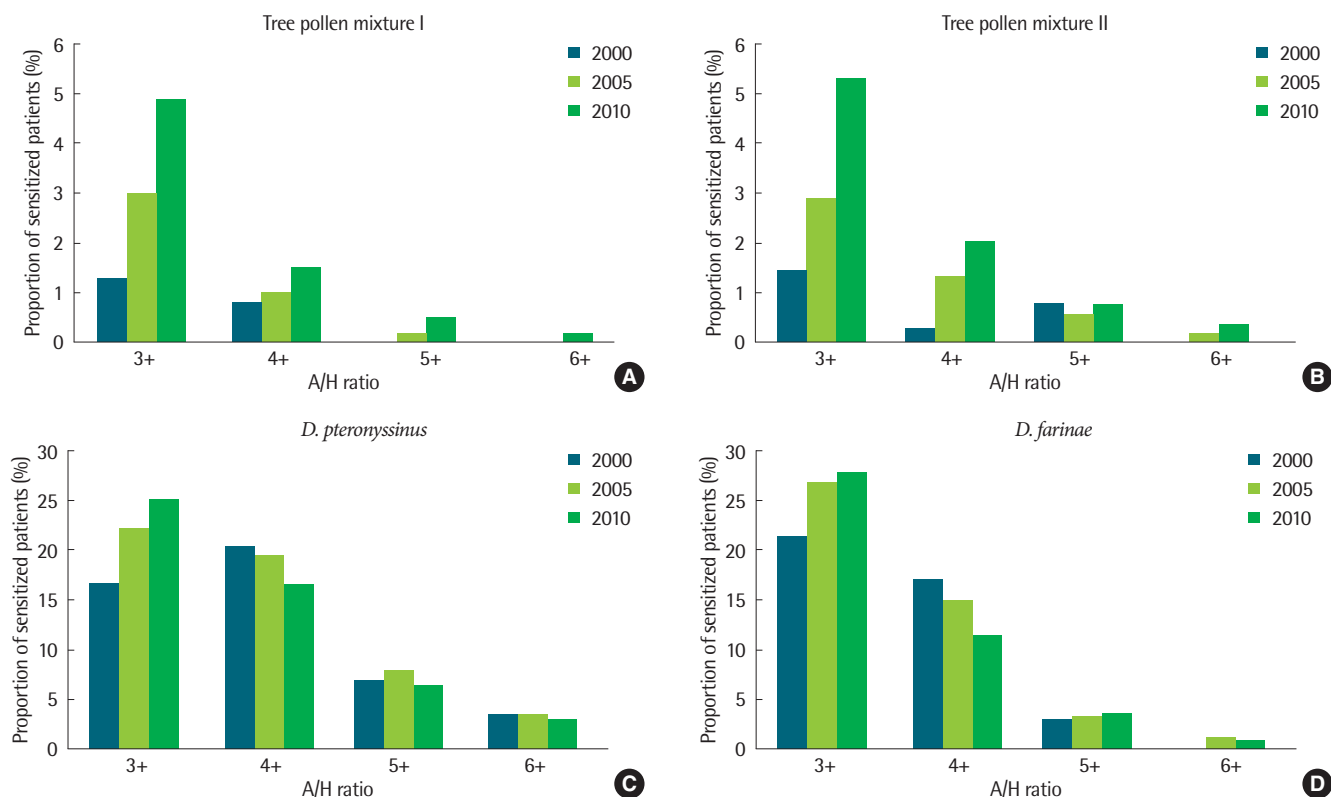 Tree pollen mixture I
Proportion of sensitized patients (%)
6
5
4
3
2
1
0
2000
2005
2010
3+ 4+ 5+ 6+
A/H ratio
A
Tree pollen mixture II
Proportion of sensitized patients (%)
6
5
4
3
2
1
0
2000
2005
2010
3+ 4+ 5+ 6+
A/H ratio
B
D. pteronyssinus
Proportion of sensitized patients (%)
30
25
20
15
10
5
0
2000
2005
2010
3+ 4+ 5+ 6+
A/H ratio
C
D. farinae
Proportion of sensitized patients (%)
30
25
20
15
10
5
0
2000
2005
2010
3+ 4+ 5+ 6+
A/H ratio
D